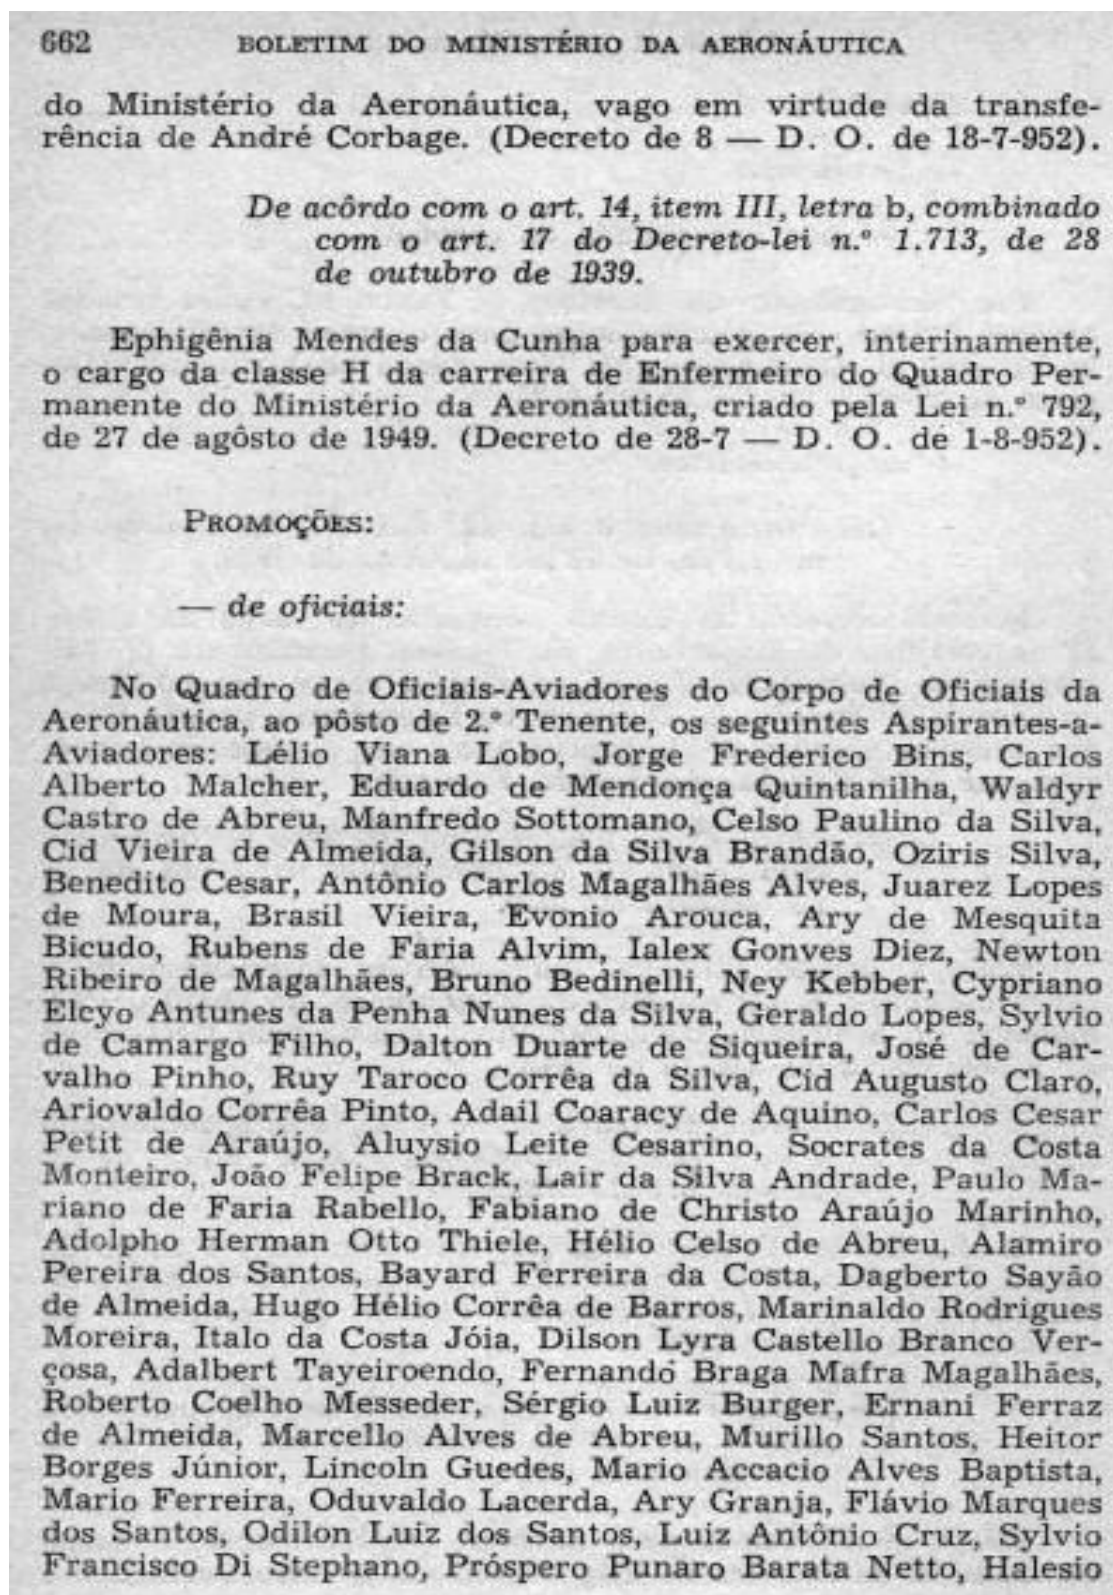 662 BOLETIM DO MINISTÉRIO DA AERONÁUTICA
do Ministério da Aeronáutica, vago em virtude da transfe-
rência de André Corbage. (Decreto de 8 — D. O. de 18-7-952).
De acôrdo com o art. 14, item III, letra b, combinado
com o art. 17 do Decreto-lei n.º 1.713, de 28
de outubro de 1939.
Ephigênia Mendes da Cunha para exercer, interinamente,
o cargo da classe H da carreira de Enfermeiro do Quadro Per-
manente do Ministério da Aeronáutica, criado pela Lei n.º 792,
de 27 de agôsto de 1949. (Decreto de 28-7 — D. O. de 1-8-952).
PROMOÇÕES:
— de oficiais:
No Quadro de Oficiais-Aviadores do Corpo de Oficiais da
Aeronáutica, ao pôsto de 2.º Tenente, os seguintes Aspirantes-a-
Aviadores: Lélio Viana Lobo, Jorge Frederico Bins, Carlos
Alberto Malcher, Eduardo de Mendonça Quintanilha, Waldyr
Castro de Abreu, Manfredo Sottomano, Celso Paulino da Silva,
Cid Vieira de Almeida, Gilson da Silva Brandão, Oziris Silva,
Benedito Cesar, Antônio Carlos Magalhães Alves, Juarez Lopes
de Moura, Brasil Vieira, Evonio Arouca, Ary de Mesquita
Bicudo, Rubens de Faria Alvim, Ialex Gonves Diez, Newton
Ribeiro de Magalhães, Bruno Bedinelli, Ney Kebber, Cypriano
Elcyo Antunes da Penha Nunes da Silva, Geraldo Lopes, Sylvio
de Camargo Filho, Dalton Duarte de Siqueira, José de Car-
valho Pinho, Ruy Taroco Corrêa da Silva, Cid Augusto Claro,
Ariovaldo Corrêa Pinto, Adail Coaracy de Aquino, Carlos Cesar
Petit de Araújo, Aluysio Leite Cesarino, Socrates da Costa
Monteiro, João Felipe Brack, Lair da Silva Andrade, Paulo Ma-
riano de Faria Rabello, Fabiano de Christo Araújo Marinho,
Adolpho Herman Otto Thiele, Hélio Celso de Abreu, Alamiro
Pereira dos Santos, Bayard Ferreira da Costa, Dagberto Sayão
de Almeida, Hugo Hélio Corrêa de Barros, Marinaldo Rodrigues
Moreira, Italo da Costa Jóia, Dilson Lyra Castello Branco Ver-
çosa, Adalbert Tayeiroendo, Fernando Braga Mafra Magalhães,
Roberto Coelho Messeder, Sérgio Luiz Burger, Ernani Ferraz
de Almeida, Marcello Alves de Abreu, Murillo Santos, Heitor
Borges Júnior, Lincoln Guedes, Mario Accacio Alves Baptista,
Mario Ferreira, Oduvaldo Lacerda, Ary Granja, Flávio Marques
dos Santos, Odilon Luiz dos Santos, Luiz Antônio Cruz, Sylvio
Francisco Di Stephano, Próspero Punaro Barata Netto, Halesio